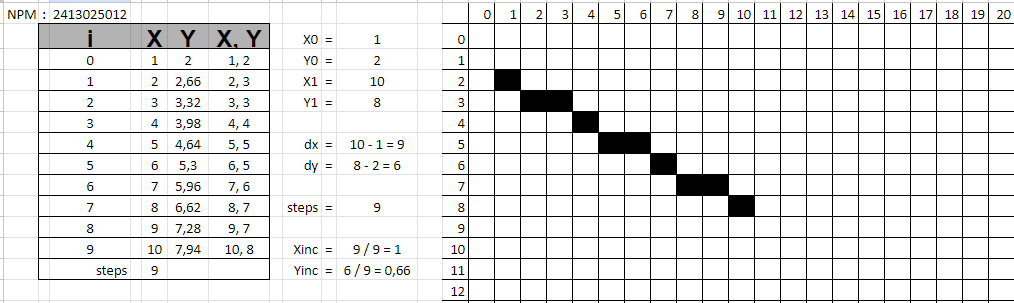 NPM : 2413025012
i X Y X, Y
0 1 2 1, 2
1 2 2,66 2, 3
2 3 3,32 3, 3
3 4 3,98 4, 4
4 5 4,64 5, 5
5 6 5,3 6, 5
6 7 5,96 7, 6
7 8 6,62 8, 7
8 9 7,28 9, 7
9 10 7,94 10, 8
steps 9
X0 = 1
Y0 = 2
X1 = 10
Y1 = 8
dx = 10 - 1 = 9
dy = 8 - 2 = 6
steps = 9
Xinc = 9 / 9 = 1
Yinc = 6 / 9 = 0,66
0 1 2 3 4 5 6 7 8 9 10 11 12 13 14 15 16 17 18 19 20
0
1
2
3
4
5
6
7
8
9
10
11
12